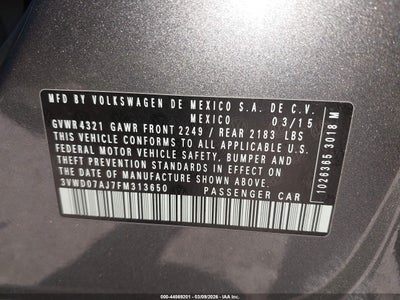 MFD BY VOLKSWAGEN DE MEXICO S.A. DE C.V.
MEXICO 03/15
GVWR 4321 GAWR FRONT 2249 / REAR 2183 LBS
THIS VEHICLE CONFORMS TO ALL APPLICABLE U.S.
FEDERAL MOTOR VEHICLE SAFETY, BUMPER AND
THEFT PREVENTION STANDARDS IN EFFECT ON
THE DATE OF MANUFACTURE SHOWN ABOVE.
3VWD07AJ7FM313650 PASSENGER CAR
1028365 3018 M
000-44569201 - 03/09/2026 - IAA